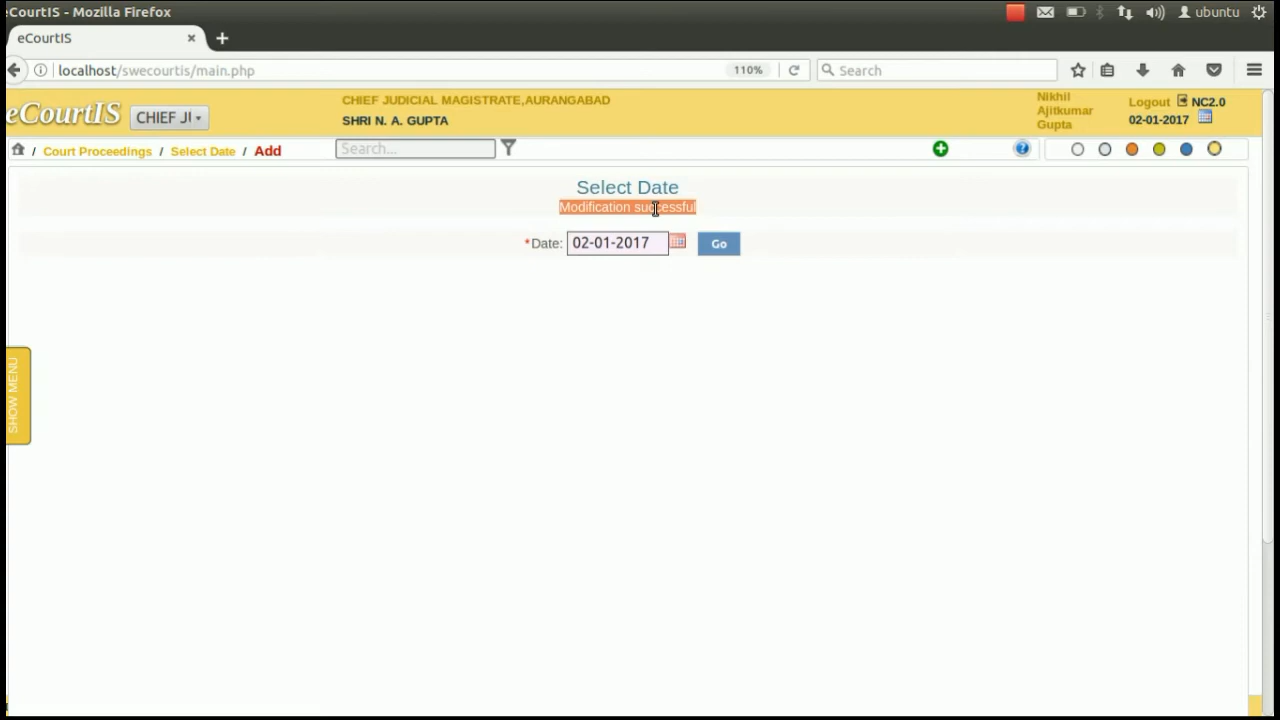 eCourtIS - Mozilla Firefox
ubuntu
eCourtIS
localhost/swecourtis/main.php
110%
Search
eCourtIS
CHIEF JU
CHIEF JUDICIAL MAGISTRATE,AURANGABAD
SHRI N. A. GUPTA
Nikhil
Ajitkumar
Gupta
Logout NC2.0
02-01-2017
/ Court Proceedings / Select Date / Add
Search...
Select Date
Modification successful
*Date: 02-01-2017 Go
SHOW MENU